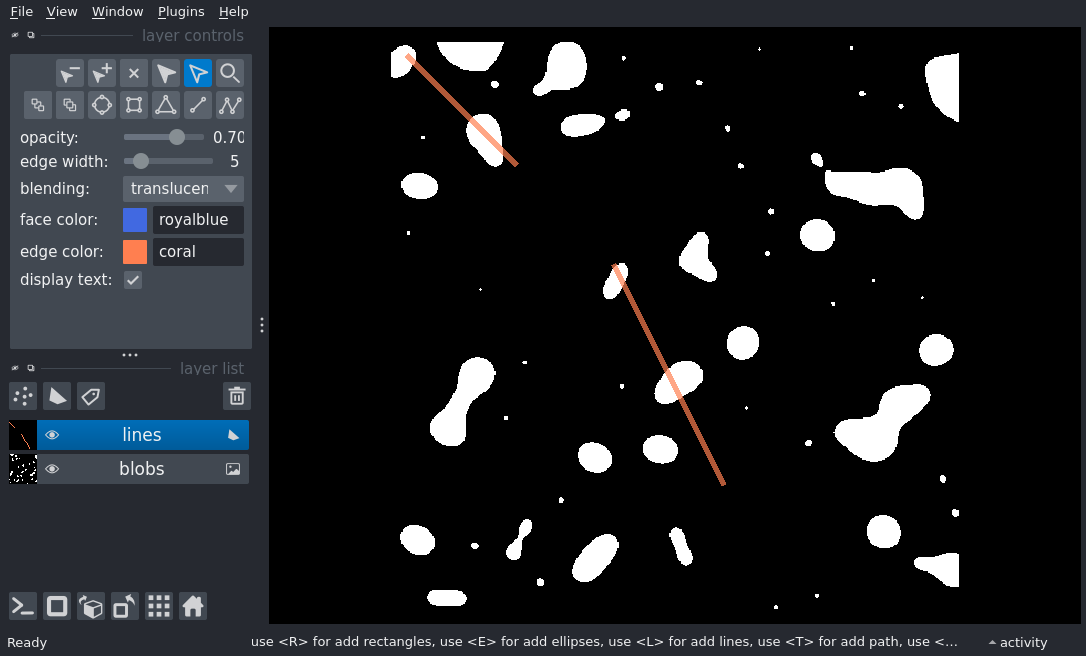 File View Window Plugins Help
layer controls
opacity: 0.70
edge width: 5
blending: translucen
face color: royalblue
edge color: coral
display text:
layer list
lines
blobs
Ready use <R> for add rectangles, use <E> for add ellipses, use <L> for add lines, use <T> for add path, use <... activity